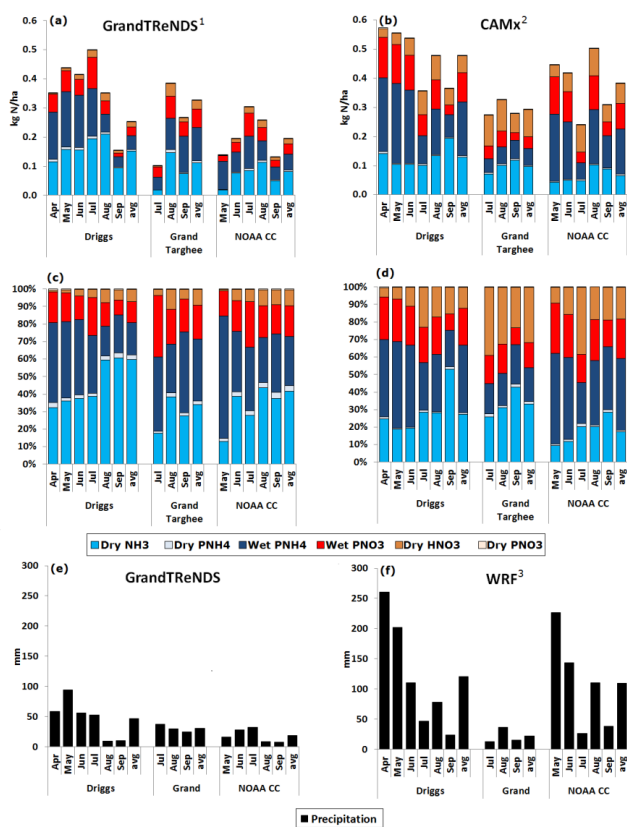 (a) GrandTReNDS1
kg N/ha
0.6
0.5
0.4
0.3
0.2
0.1
0.0
Apr May Jun Jul Aug Sep avg Jul Aug Sep avg May Jun Jul Aug Sep avg
Driggs Grand Targhee NOAA CC
(b) CAMx2
kg N/ha
0.6
0.5
0.4
0.3
0.2
0.1
0.0
Apr May Jun Jul Aug Sep avg Jul Aug Sep avg May Jun Jul Aug Sep avg
Driggs Grand Targhee NOAA CC
(c)
100%
90%
80%
70%
60%
50%
40%
30%
20%
10%
0%
Apr May Jun Jul Aug Sep avg Jul Aug Sep avg May Jun Jul Aug Sep avg
Driggs Grand Targhee NOAA CC
(d)
100%
90%
80%
70%
60%
50%
40%
30%
20%
10%
0%
Apr May Jun Jul Aug Sep avg Jul Aug Sep avg May Jun Jul Aug Sep avg
Driggs Grand Targhee NOAA CC
Dry NH3 Dry PNH4 Wet PNH4 Wet PNO3 Dry HNO3 Dry PNO3
(e) GrandTReNDS
mm
300
250
200
150
100
50
0
Apr May Jun Jul Aug Sep avg Jul Aug Sep avg May Jun Jul Aug Sep avg
Driggs Grand NOAA CC
(f) WRF3
mm
300
250
200
150
100
50
0
Apr May Jun Jul Aug Sep avg Jul Aug Sep avg May Jun Jul Aug Sep avg
Driggs Grand NOAA CC
Precipitation